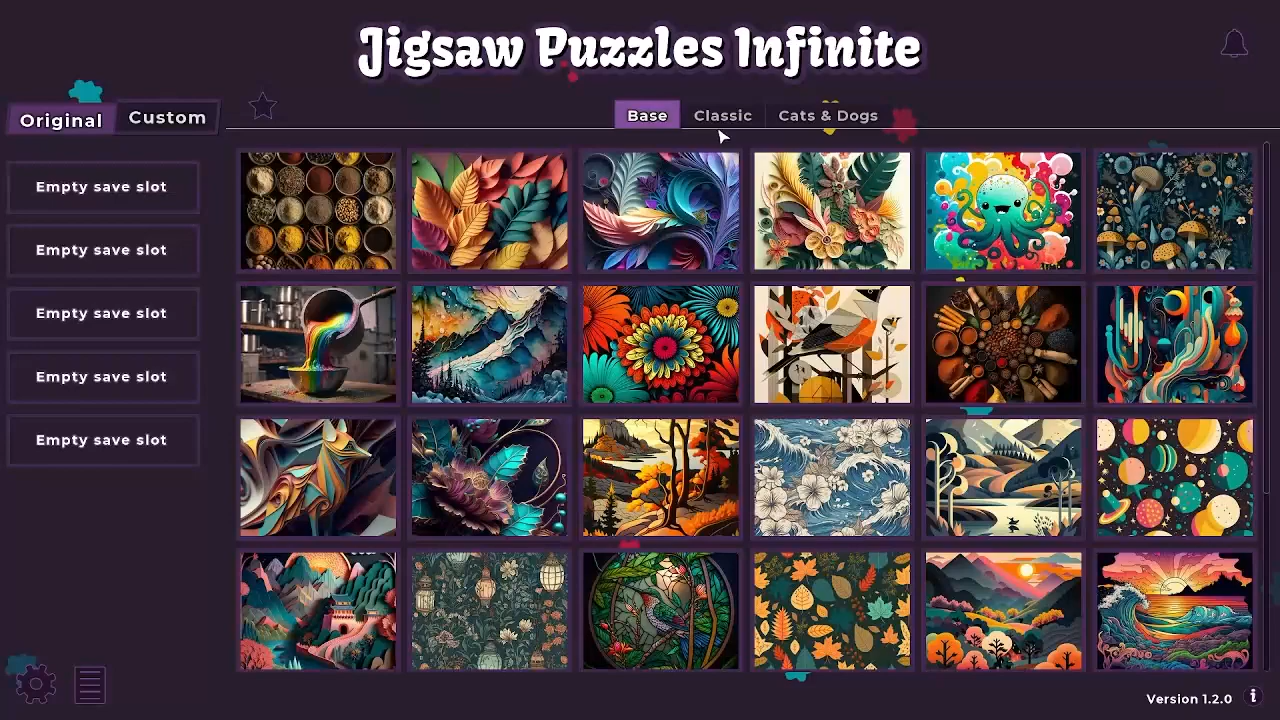 Jigsaw Puzzles Infinite
Original
Custom
Base
Classic
Cats & Dogs
Empty save slot
Empty save slot
Empty save slot
Empty save slot
Empty save slot
Version 1.2.0
i